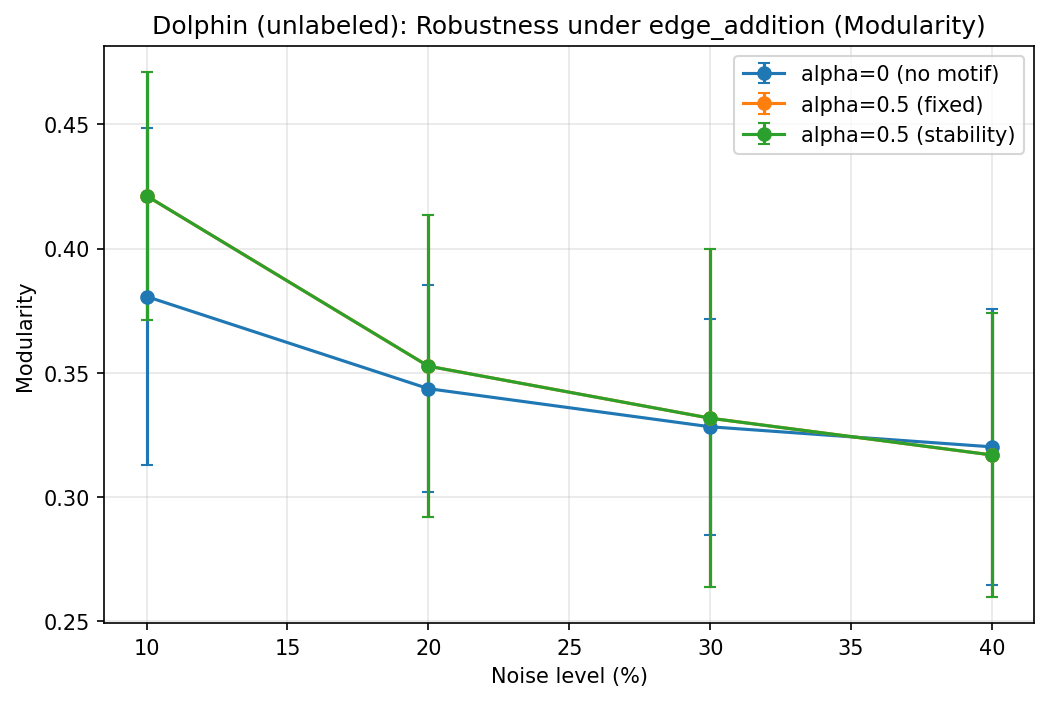 Dolphin (unlabeled): Robustness under edge_addition (Modularity)
alpha=0 (no motif)
alpha=0.5 (fixed)
alpha=0.5 (stability)
Modularity
0.45
0.40
0.35
0.30
0.25
10 15 20 25 30 35 40
Noise level (%)